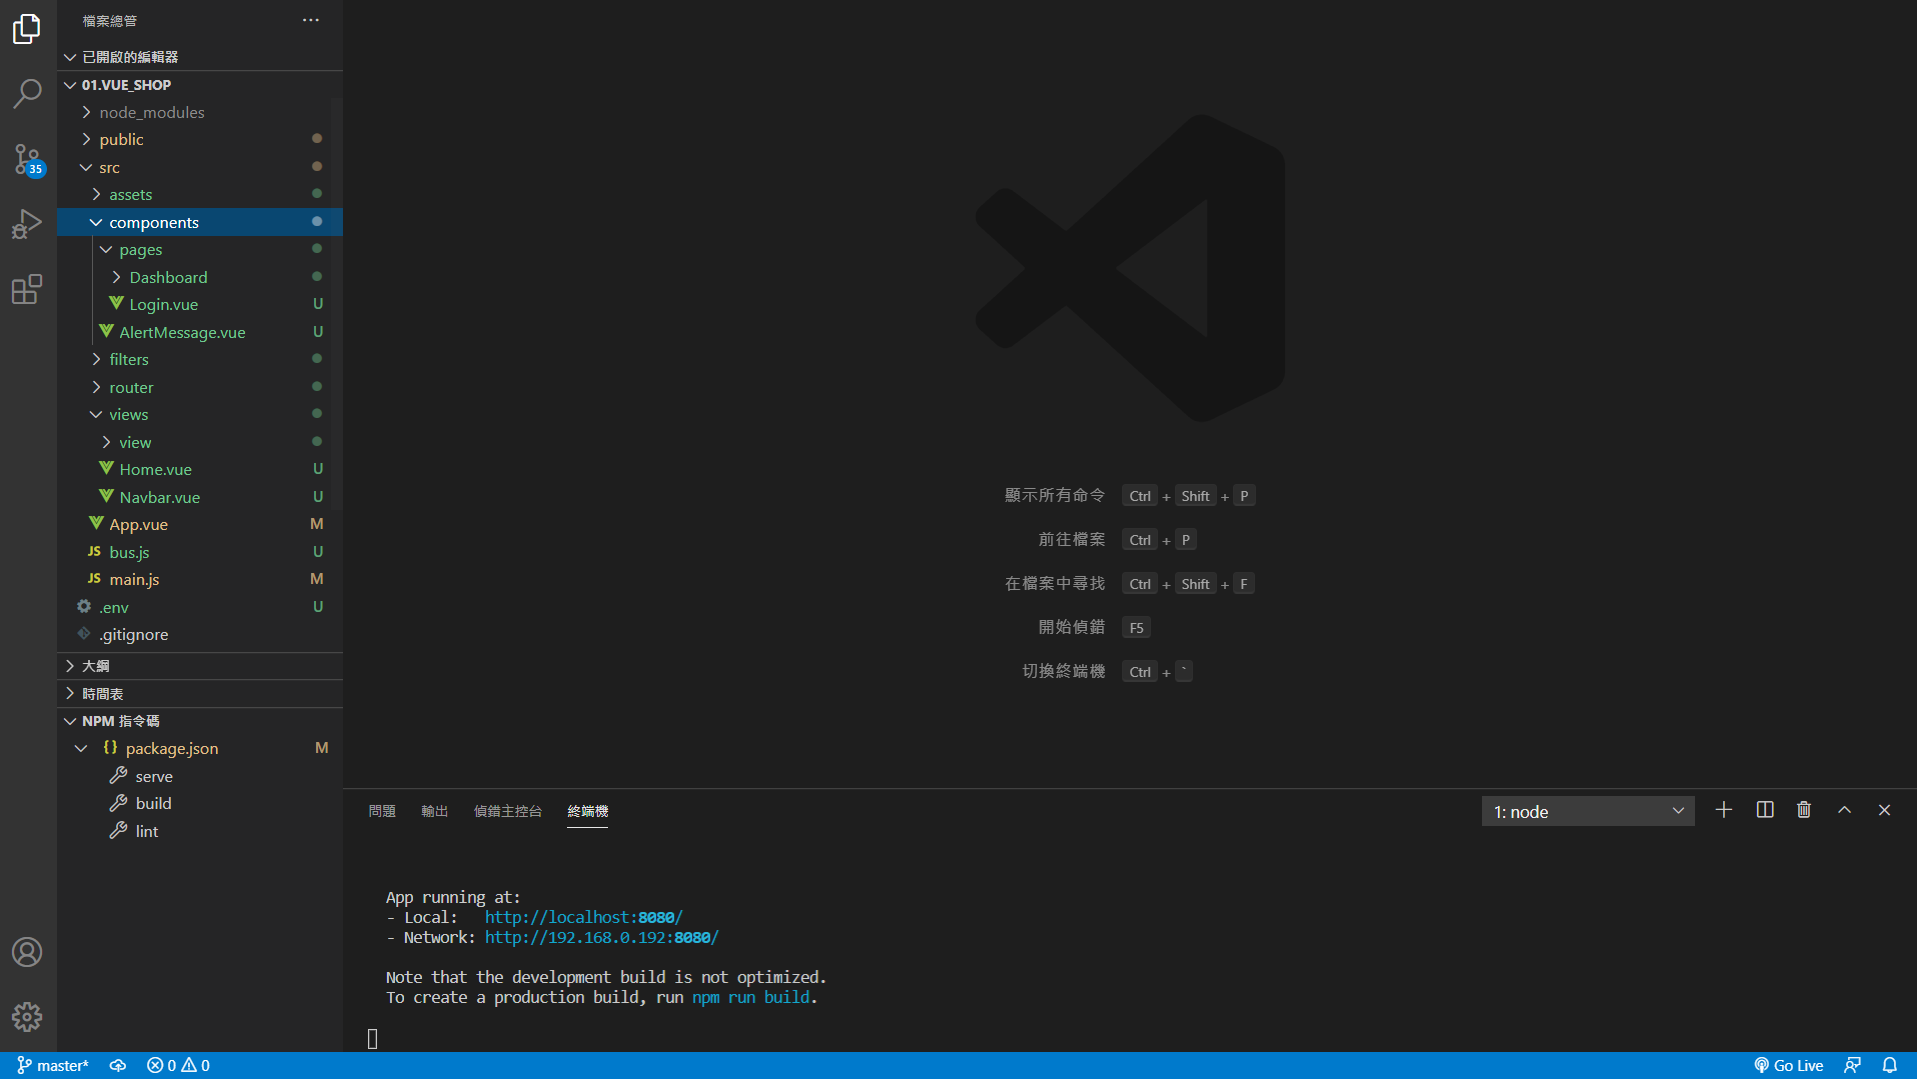 檔案總管
已開啟的編輯器
01.VUE_SHOP
node_modules
public
src
assets
components
pages
Dashboard
Login.vue U
AlertMessage.vue U
filters
router
views
view
Home.vue U
Navbar.vue U
App.vue M
JS bus.js U
JS main.js M
.env U
.gitignore
大綱
時間表
NPM 指令碼
{} package.json M
serve
build
lint
35
顯示所有命令 Ctrl + Shift + P
前往檔案 Ctrl + P
在檔案中尋找 Ctrl + Shift + F
開始偵錯 F5
切換終端機 Ctrl + `
問題 輸出 偵錯主控台 終端機 1: node
App running at:
- Local: http://localhost:8080/
- Network: http://192.168.0.192:8080/
Note that the development build is not optimized.
To create a production build, run npm run build.
master* 0 0 Go Live